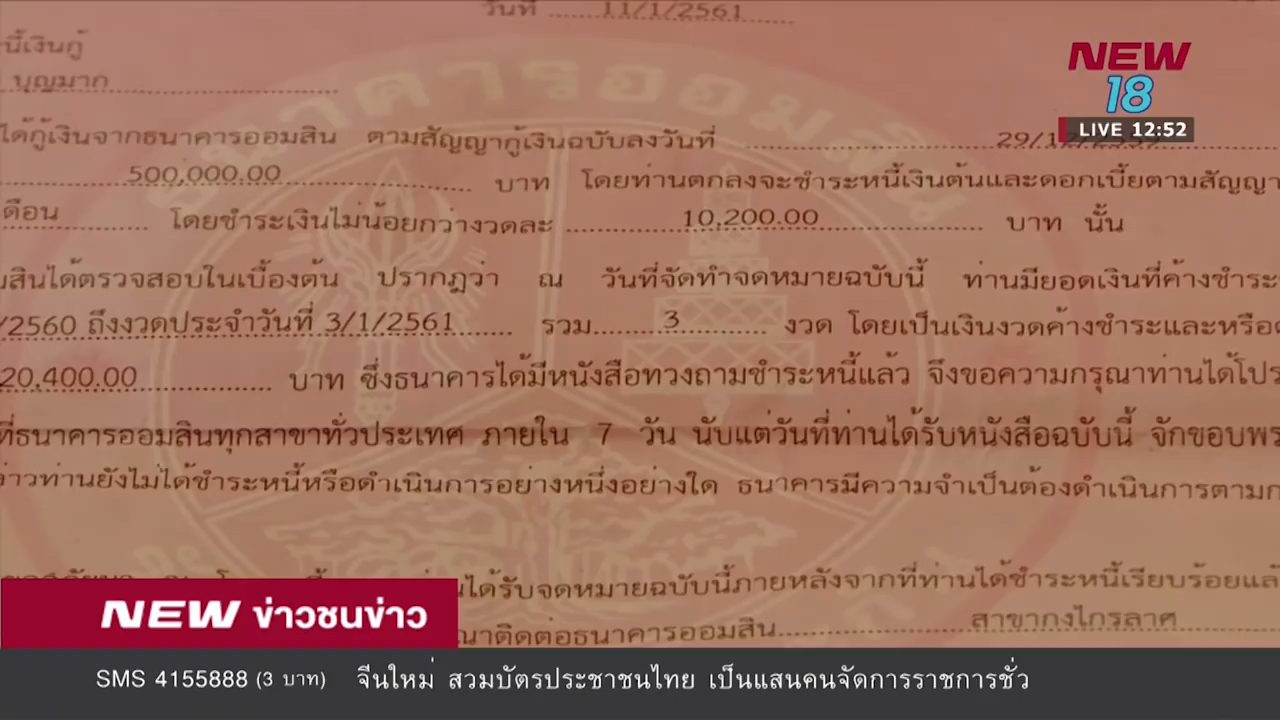 วันที่ 11/1/2561
NEW
18
LIVE 12:52
นี้เงินกู้
บุญมาก
ธนาคารออมสิน
ได้กู้เงินจากธนาคารออมสิน ตามสัญญากู้เงินฉบับลงวันที่
500,000.00 บาท โดยท่านตกลงจะชำระหนี้เงินต้นและดอกเบี้ยตามสัญญา
ดือน โดยชำระเงินไม่น้อยกว่างวดละ 10,200.00 บาท นั้น
มสินได้ตรวจสอบในเบื้องต้น ปรากฏว่า ณ วันที่จัดทำจดหมายฉบับนี้ ท่านมียอดเงินที่ค้างชำระ
/2560 ถึงงวดประจำวันที่ 3/1/2561 รวม 3 งวด โดยเป็นเงินงวดค้างชำระและหรือ
20,400.00 บาท ซึ่งธนาคารได้มีหนังสือทวงถามชำระหนี้แล้ว จึงขอความกรุณาท่านได้โปร
ที่ธนาคารออมสินทุกสาขาทั่วประเทศ ภายใน 7 วัน นับแต่วันที่ท่านได้รับหนังสือฉบับนี้ จักขอบพร
ล่าวท่านยังไม่ได้ชำระหนี้หรือดำเนินการอย่างหนึ่งอย่างใด ธนาคารมีความจำเป็นต้องดำเนินการตามก
ได้รับจดหมายฉบับนี้ภายหลังจากที่ท่านได้ชำระหนี้เรียบร้อยแล้
ณาติดต่อธนาคารออมสิน สาขากงไกรลาศ
NEW ข่าวชนข่าว
SMS 4155888 (3 บาท) จีนใหม่ สวมบัตรประชาชนไทย เป็นแสนคนจัดการราชการชั่ว